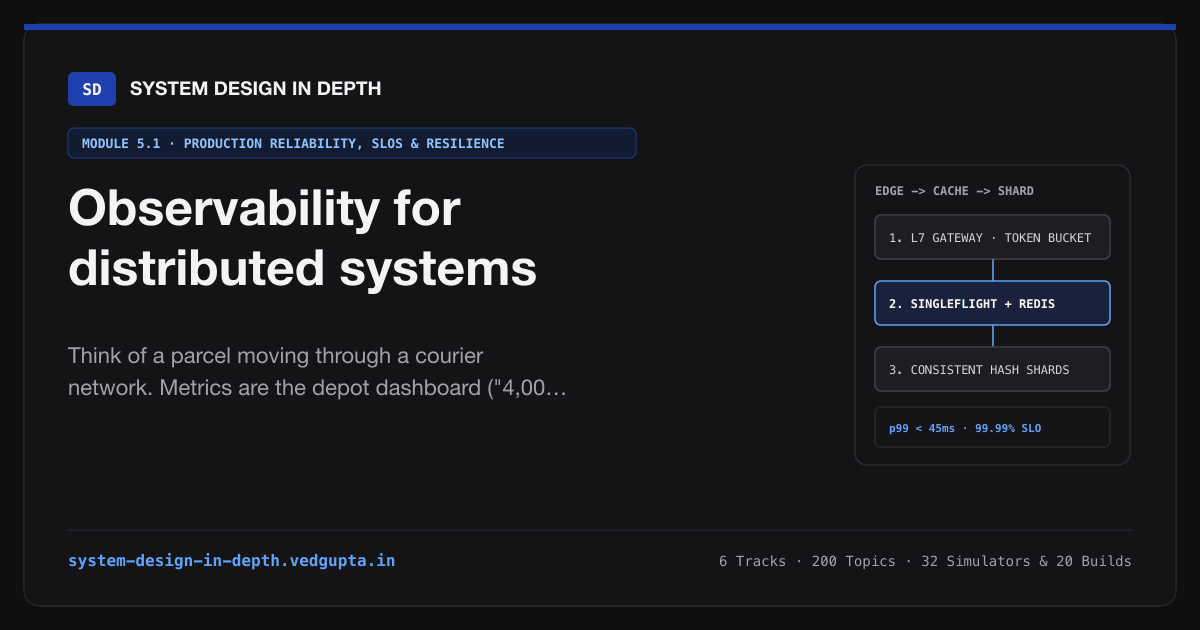 SD
SYSTEM DESIGN IN DEPTH
MODULE 5.1 · PRODUCTION RELIABILITY, SLOS & RESILIENCE
Observability for
distributed systems
Think of a parcel moving through a courier
network. Metrics are the depot dashboard ("4,00…
EDGE —> CACHE —> SHARD
1. L7 GATEWAY · TOKEN BUCKET
2. SINGLEFLIGHT + REDIS
3. CONSISTENT HASH SHARDS
p99 < 45ms · 99.99% SLO
system-design-in-depth.vedgupta.in
6 Tracks · 200 Topics · 32 Simulators & 20 Builds